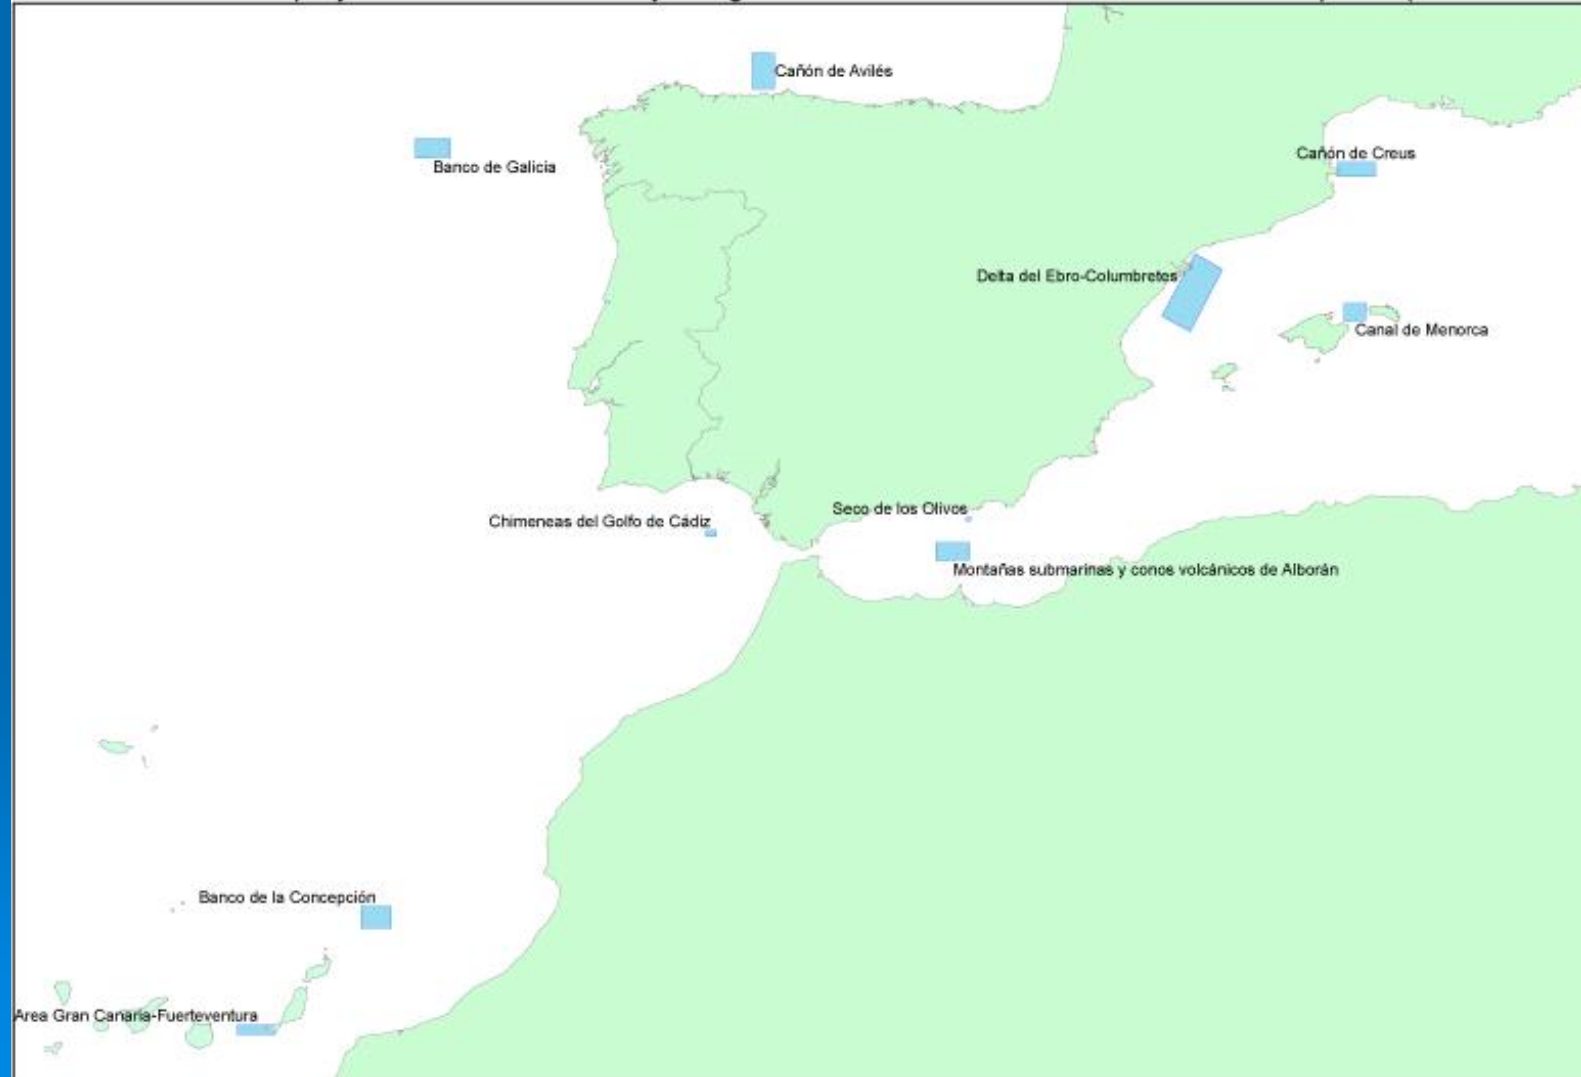 Cañón de Avilés
Banco de Galicia
Cañón de Creus
Delta del Ebro-Columbretes
Canal de Menorca
Seco de los Olivos
Chimeneas del Golfo de Cádiz
Montañas submarinas y conos volcánicos de Alborán
Banco de la Concepción
Area Gran Canaria-Fuerteventura